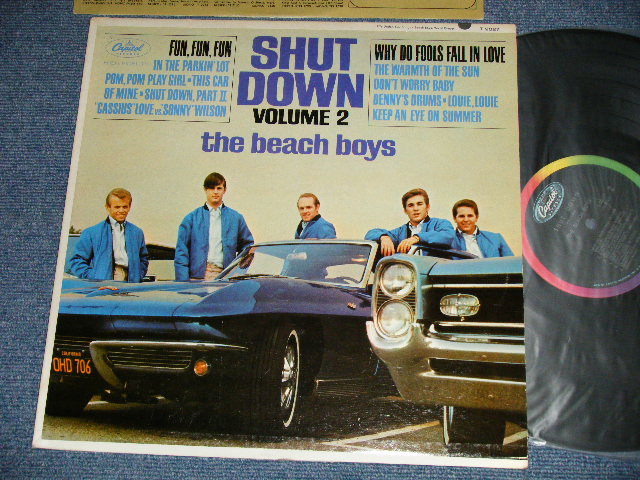 Capitol
FUN, FUN, FUN
IN THE PARKIN' LOT
POM, POM PLAY GIRL • THIS CAR
OF MINE • SHUT DOWN, PART II
"CASSIUS" LOVE VS. "SONNY" WILSON
SHUT
DOWN
VOLUME 2
the beach boys
WHY DO FOOLS FALL IN LOVE
THE WARMTH OF THE SUN
DON'T WORRY BABY
BENNY'S DRUMS • LOUIE, LOUIE
KEEP AN EYE ON SUMMER
CALIFORNIA
OHD 706
Capitol